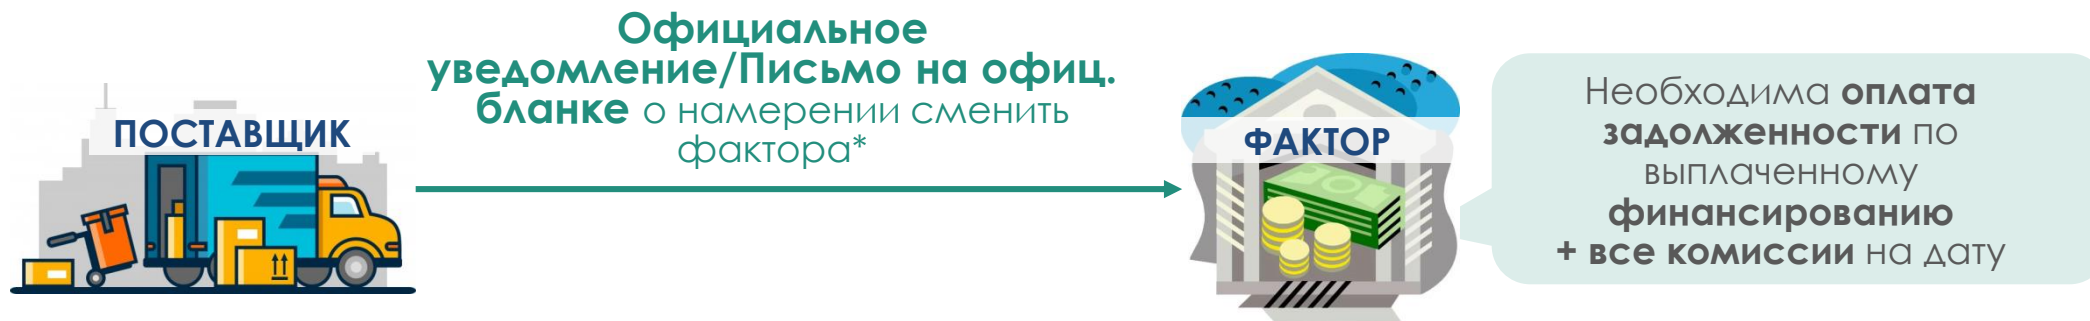 ПОСТАВЩИК
Официальное
уведомление/Письмо на офиц.
бланке о намерении сменить
фактора*
ФАКТОР
Необходима оплата
задолженности по
выплаченному
финансированию
+ все комиссии на дату